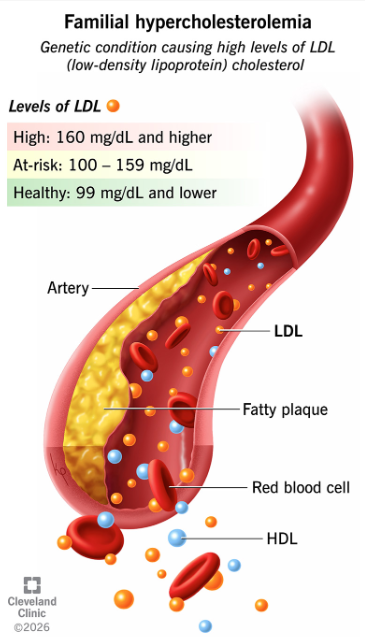 Familial hypercholesterolemia
Genetic condition causing high levels of LDL
(low-density lipoprotein) cholesterol
Levels of LDL
High: 160 mg/dL and higher
At-risk: 100 – 159 mg/dL
Healthy: 99 mg/dL and lower
Artery
LDL
Fatty plaque
Red blood cell
HDL
Cleveland
Clinic
©2026